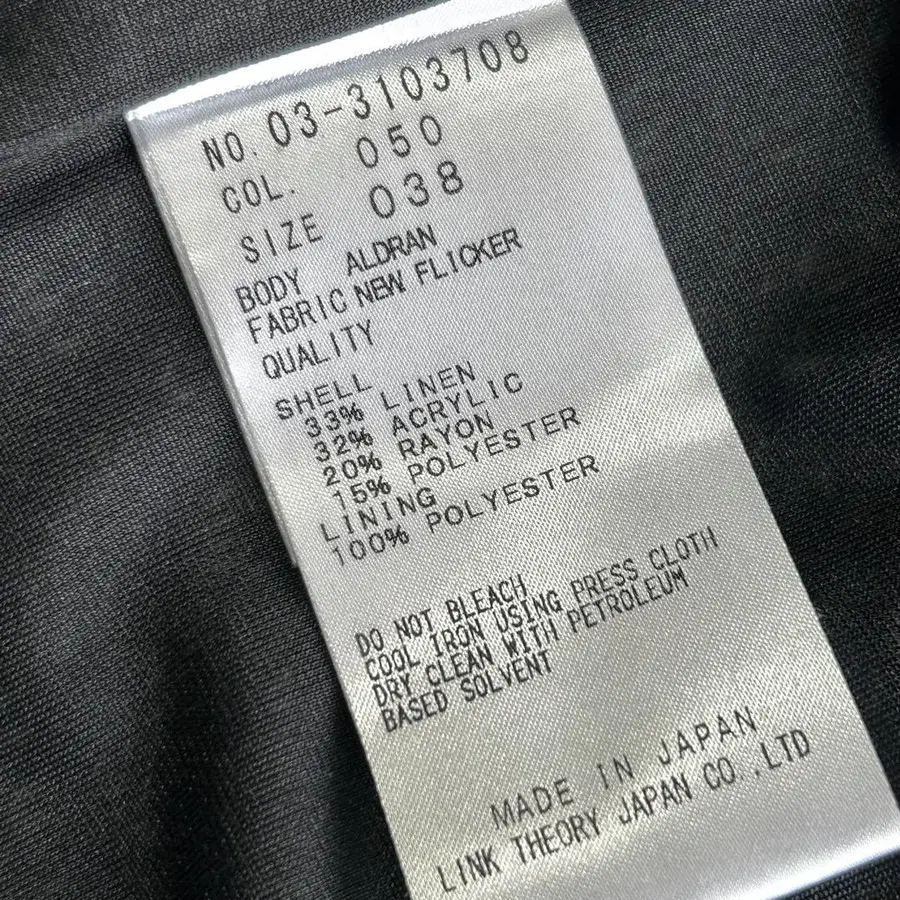 NO. 03-3103708
COL. 050
SIZE 038
BODY ALDRAN
FABRIC NEW FLICKER
QUALITY
SHELL
33% LINEN
32% ACRYLIC
20% RAYON
15% POLYESTER
LINING
100% POLYESTER
DO NOT BLEACH
COOL IRON USING PRESS CLOTH
DRY CLEAN WITH PETROLEUM
BASED SOLVENT
MADE IN JAPAN
LINK THEORY JAPAN CO.,LTD